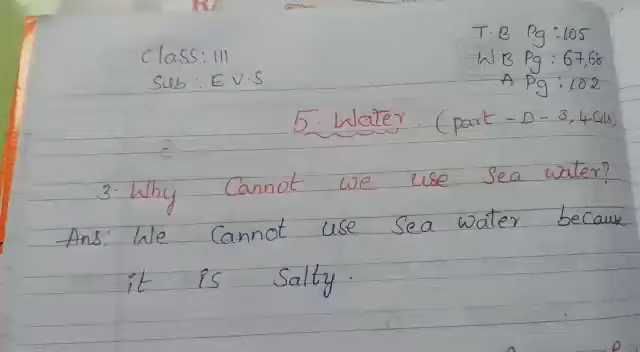 T.B Pg : 105
Class: III
WB Pg : 67,68
Sub : E V.S
A Pg : 102
5. Water (part - D - 3, 4
3. Why Cannot we use Sea water?
Ans: We Cannot use Sea water because
it is Salty.